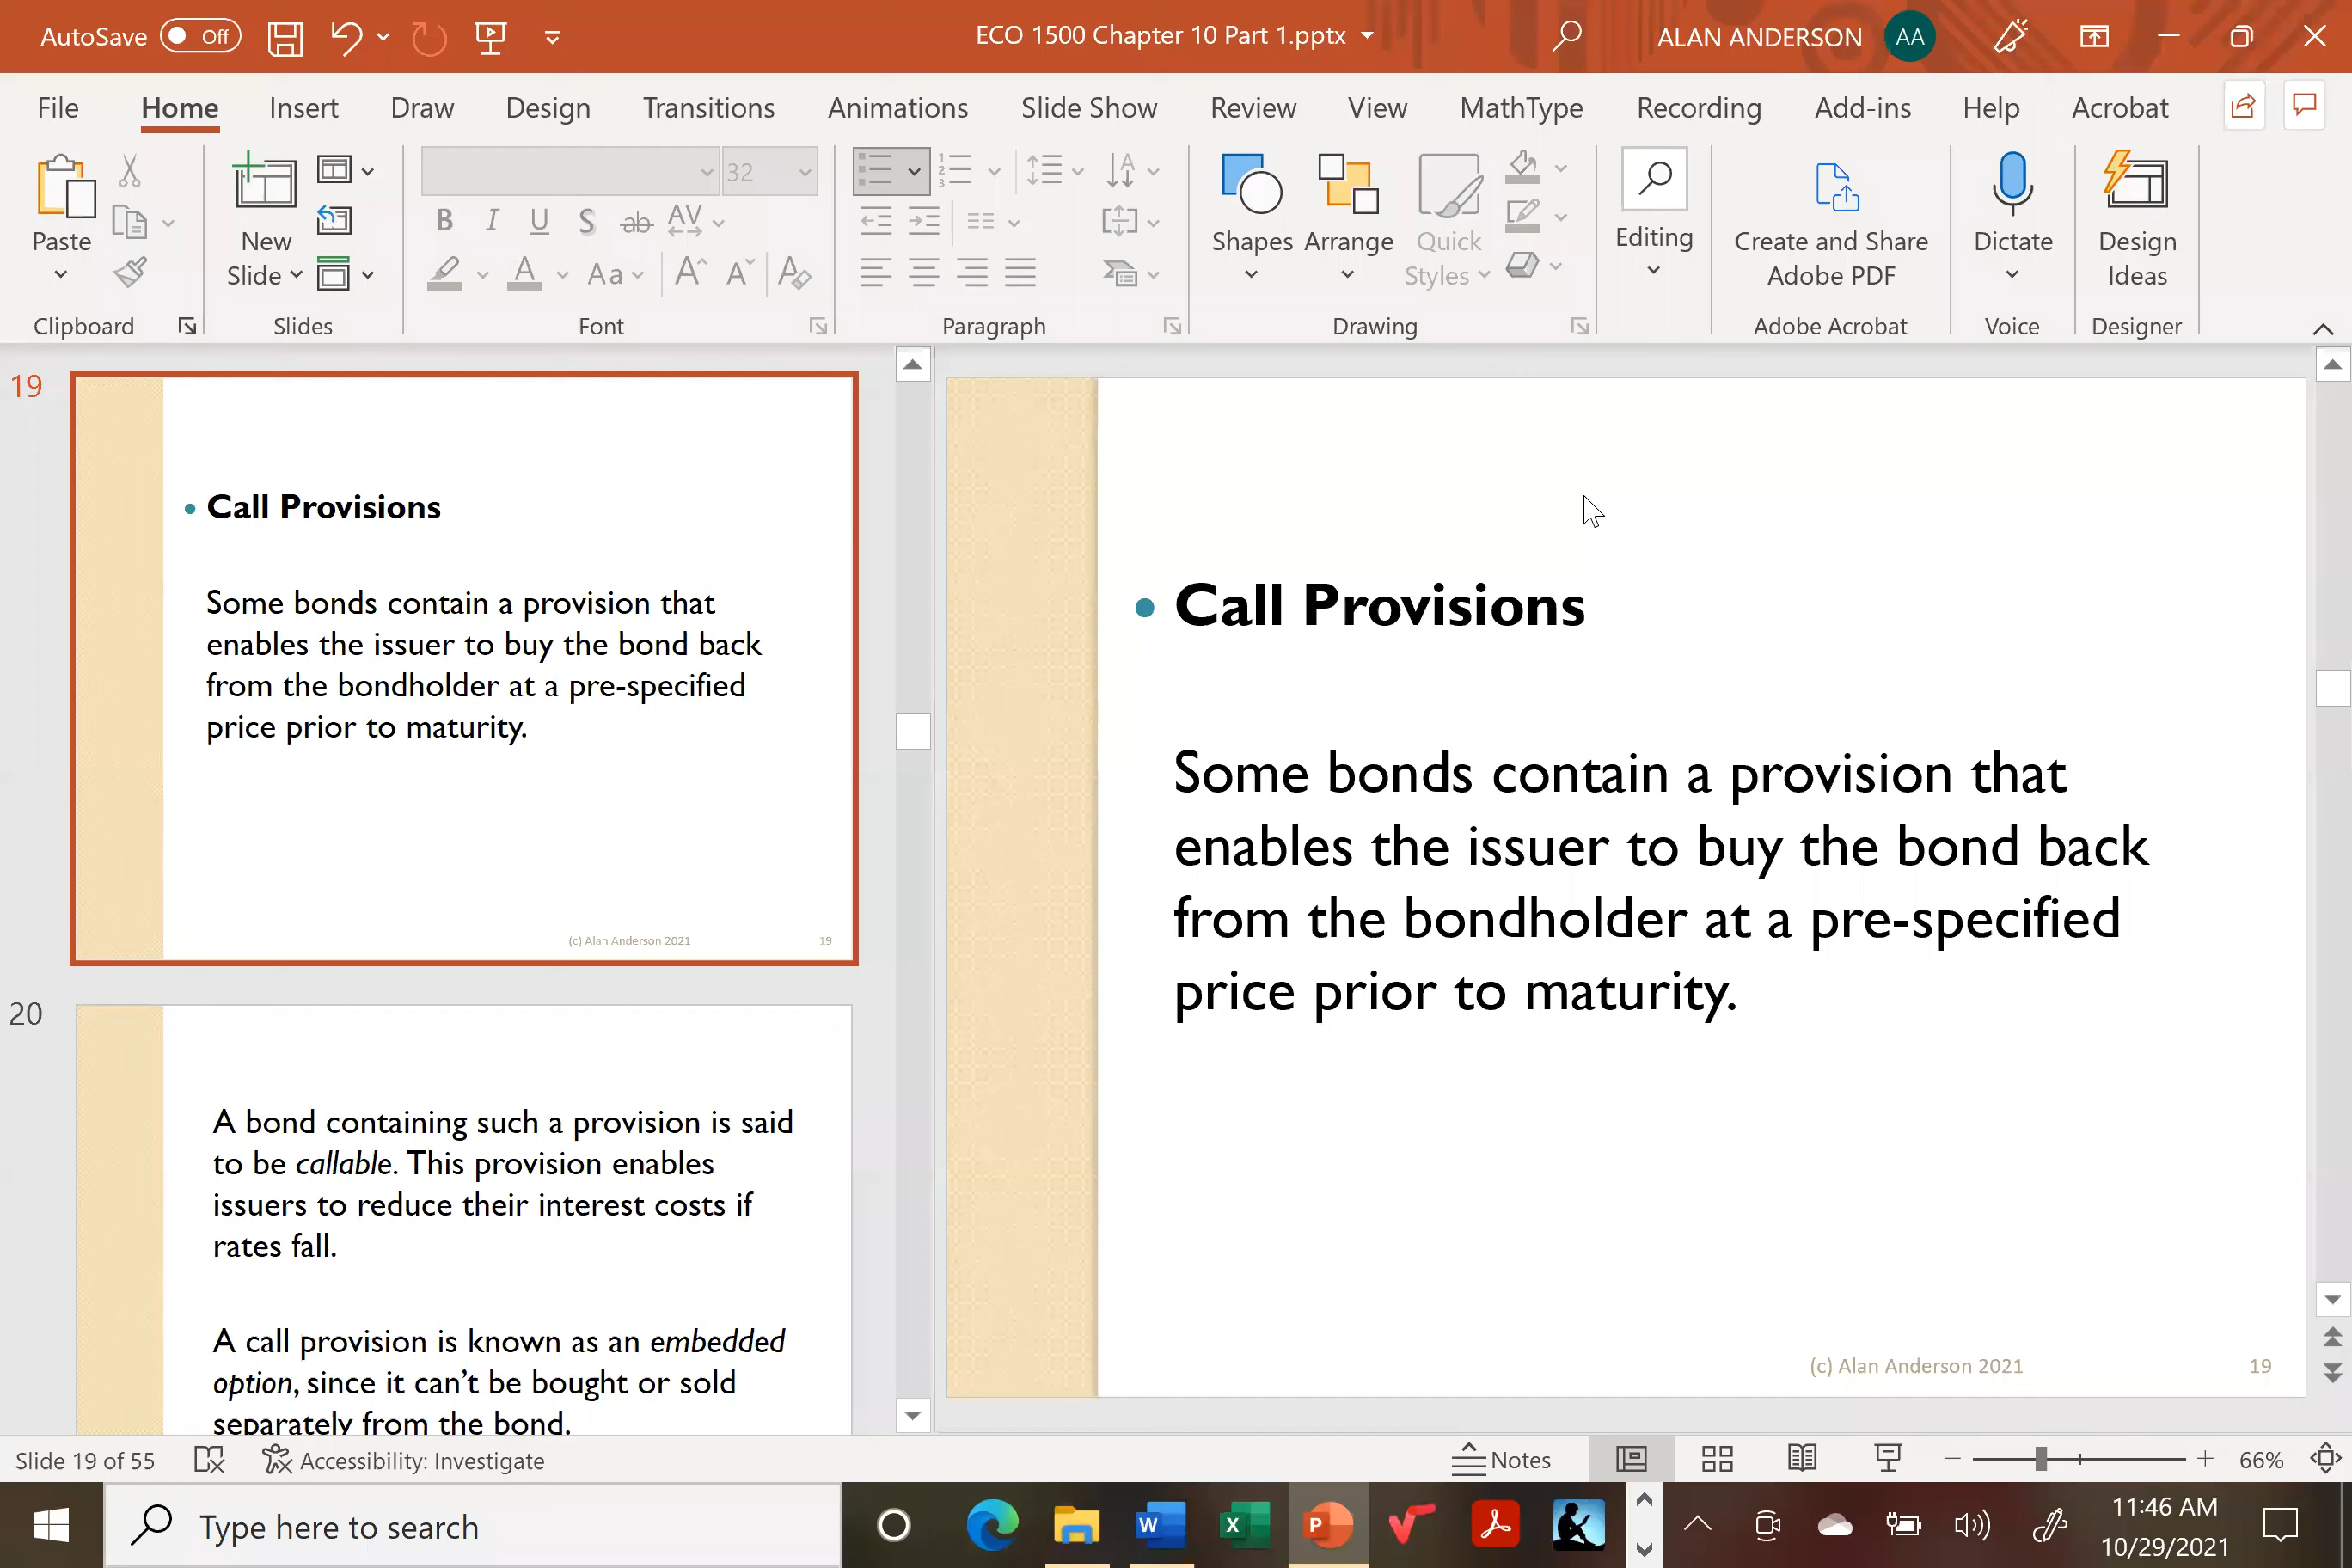 AutoSave Off
ECO 1500 Chapter 10 Part 1.pptx
ALAN ANDERSON AA
File Home Insert Draw Design Transitions Animations Slide Show Review View MathType Recording Add-ins Help Acrobat
Paste
Clipboard
New
Slide
Slides
32
B I U S ab AV
A Aa A A A
Font
Paragraph
Shapes
Arrange
Quick
Styles
Drawing
Editing
Create and Share
Adobe PDF
Adobe Acrobat
Dictate
Voice
Design
Ideas
Designer
19
• Call Provisions
Some bonds contain a provision that
enables the issuer to buy the bond back
from the bondholder at a pre-specified
price prior to maturity.
(c) Alan Anderson 2021 19
20
A bond containing such a provision is said
to be callable. This provision enables
issuers to reduce their interest costs if
rates fall.
A call provision is known as an embedded
option, since it can’t be bought or sold
separately from the bond.
• Call Provisions
Some bonds contain a provision that
enables the issuer to buy the bond back
from the bondholder at a pre-specified
price prior to maturity.
(c) Alan Anderson 2021 19
Slide 19 of 55
Accessibility: Investigate
Notes
66%
Type here to search
11:46 AM
10/29/2021